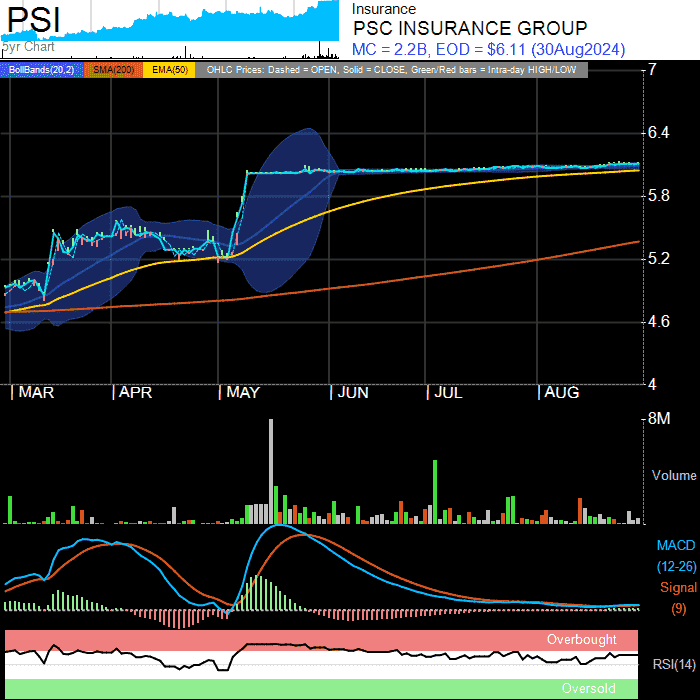 PSI
5yr Chart
Insurance
PSC INSURANCE GROUP
MC = 2.2B, EOD = $6.11 (30Aug2024)
BollBands(20,2) SMA(200) EMA(50) OHLC Prices: Dashed = OPEN, Solid = CLOSE, Green/Red bars = Intra-day HIGH/LOW
7
6.4
5.8
5.2
4.6
4
MAR APR MAY JUN JUL AUG
8M
Volume
MACD
(12-26)
Signal
(9)
Overbought
RSI(14)
Oversold